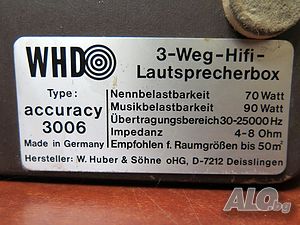 WHD
3-Weg-Hifi-
Lautsprecherbox
Type:
accuracy
3006
Made in Germany
Nennbelastbarkeit 70 Watt
Musikbelastbarkeit 90 Watt
Übertragungsbereich 30-25000 Hz
Impedanz 4-8 Ohm
Empfohlen f. Raumgrößen bis 50m²
Hersteller: W. Huber & Söhne oHG, D-7212 Deisslingen
ALO.bg